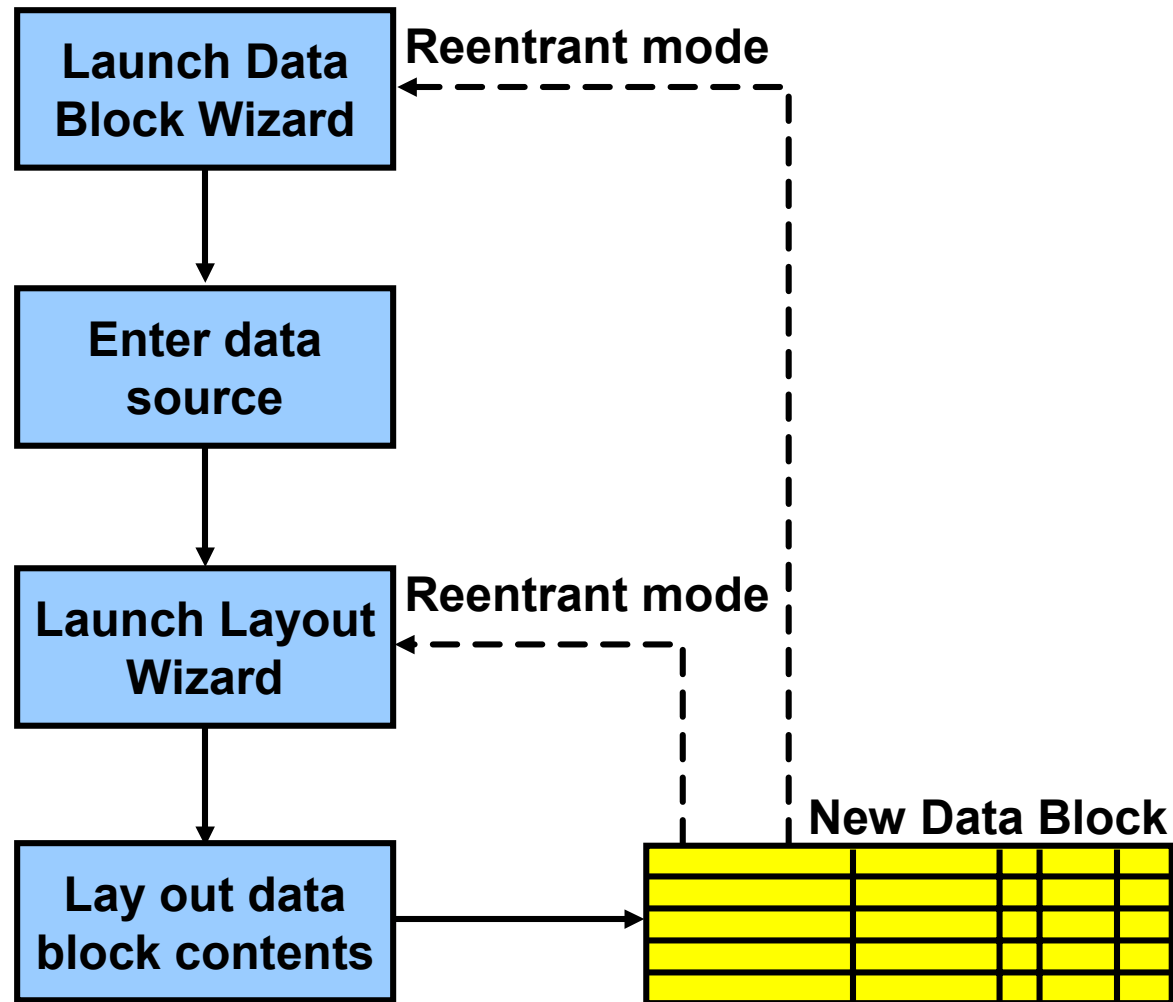 Launch Data
Block Wizard
Reentrant mode
Enter data
source
Launch Layout
Wizard
Reentrant mode
New Data Block
Lay out data
block contents